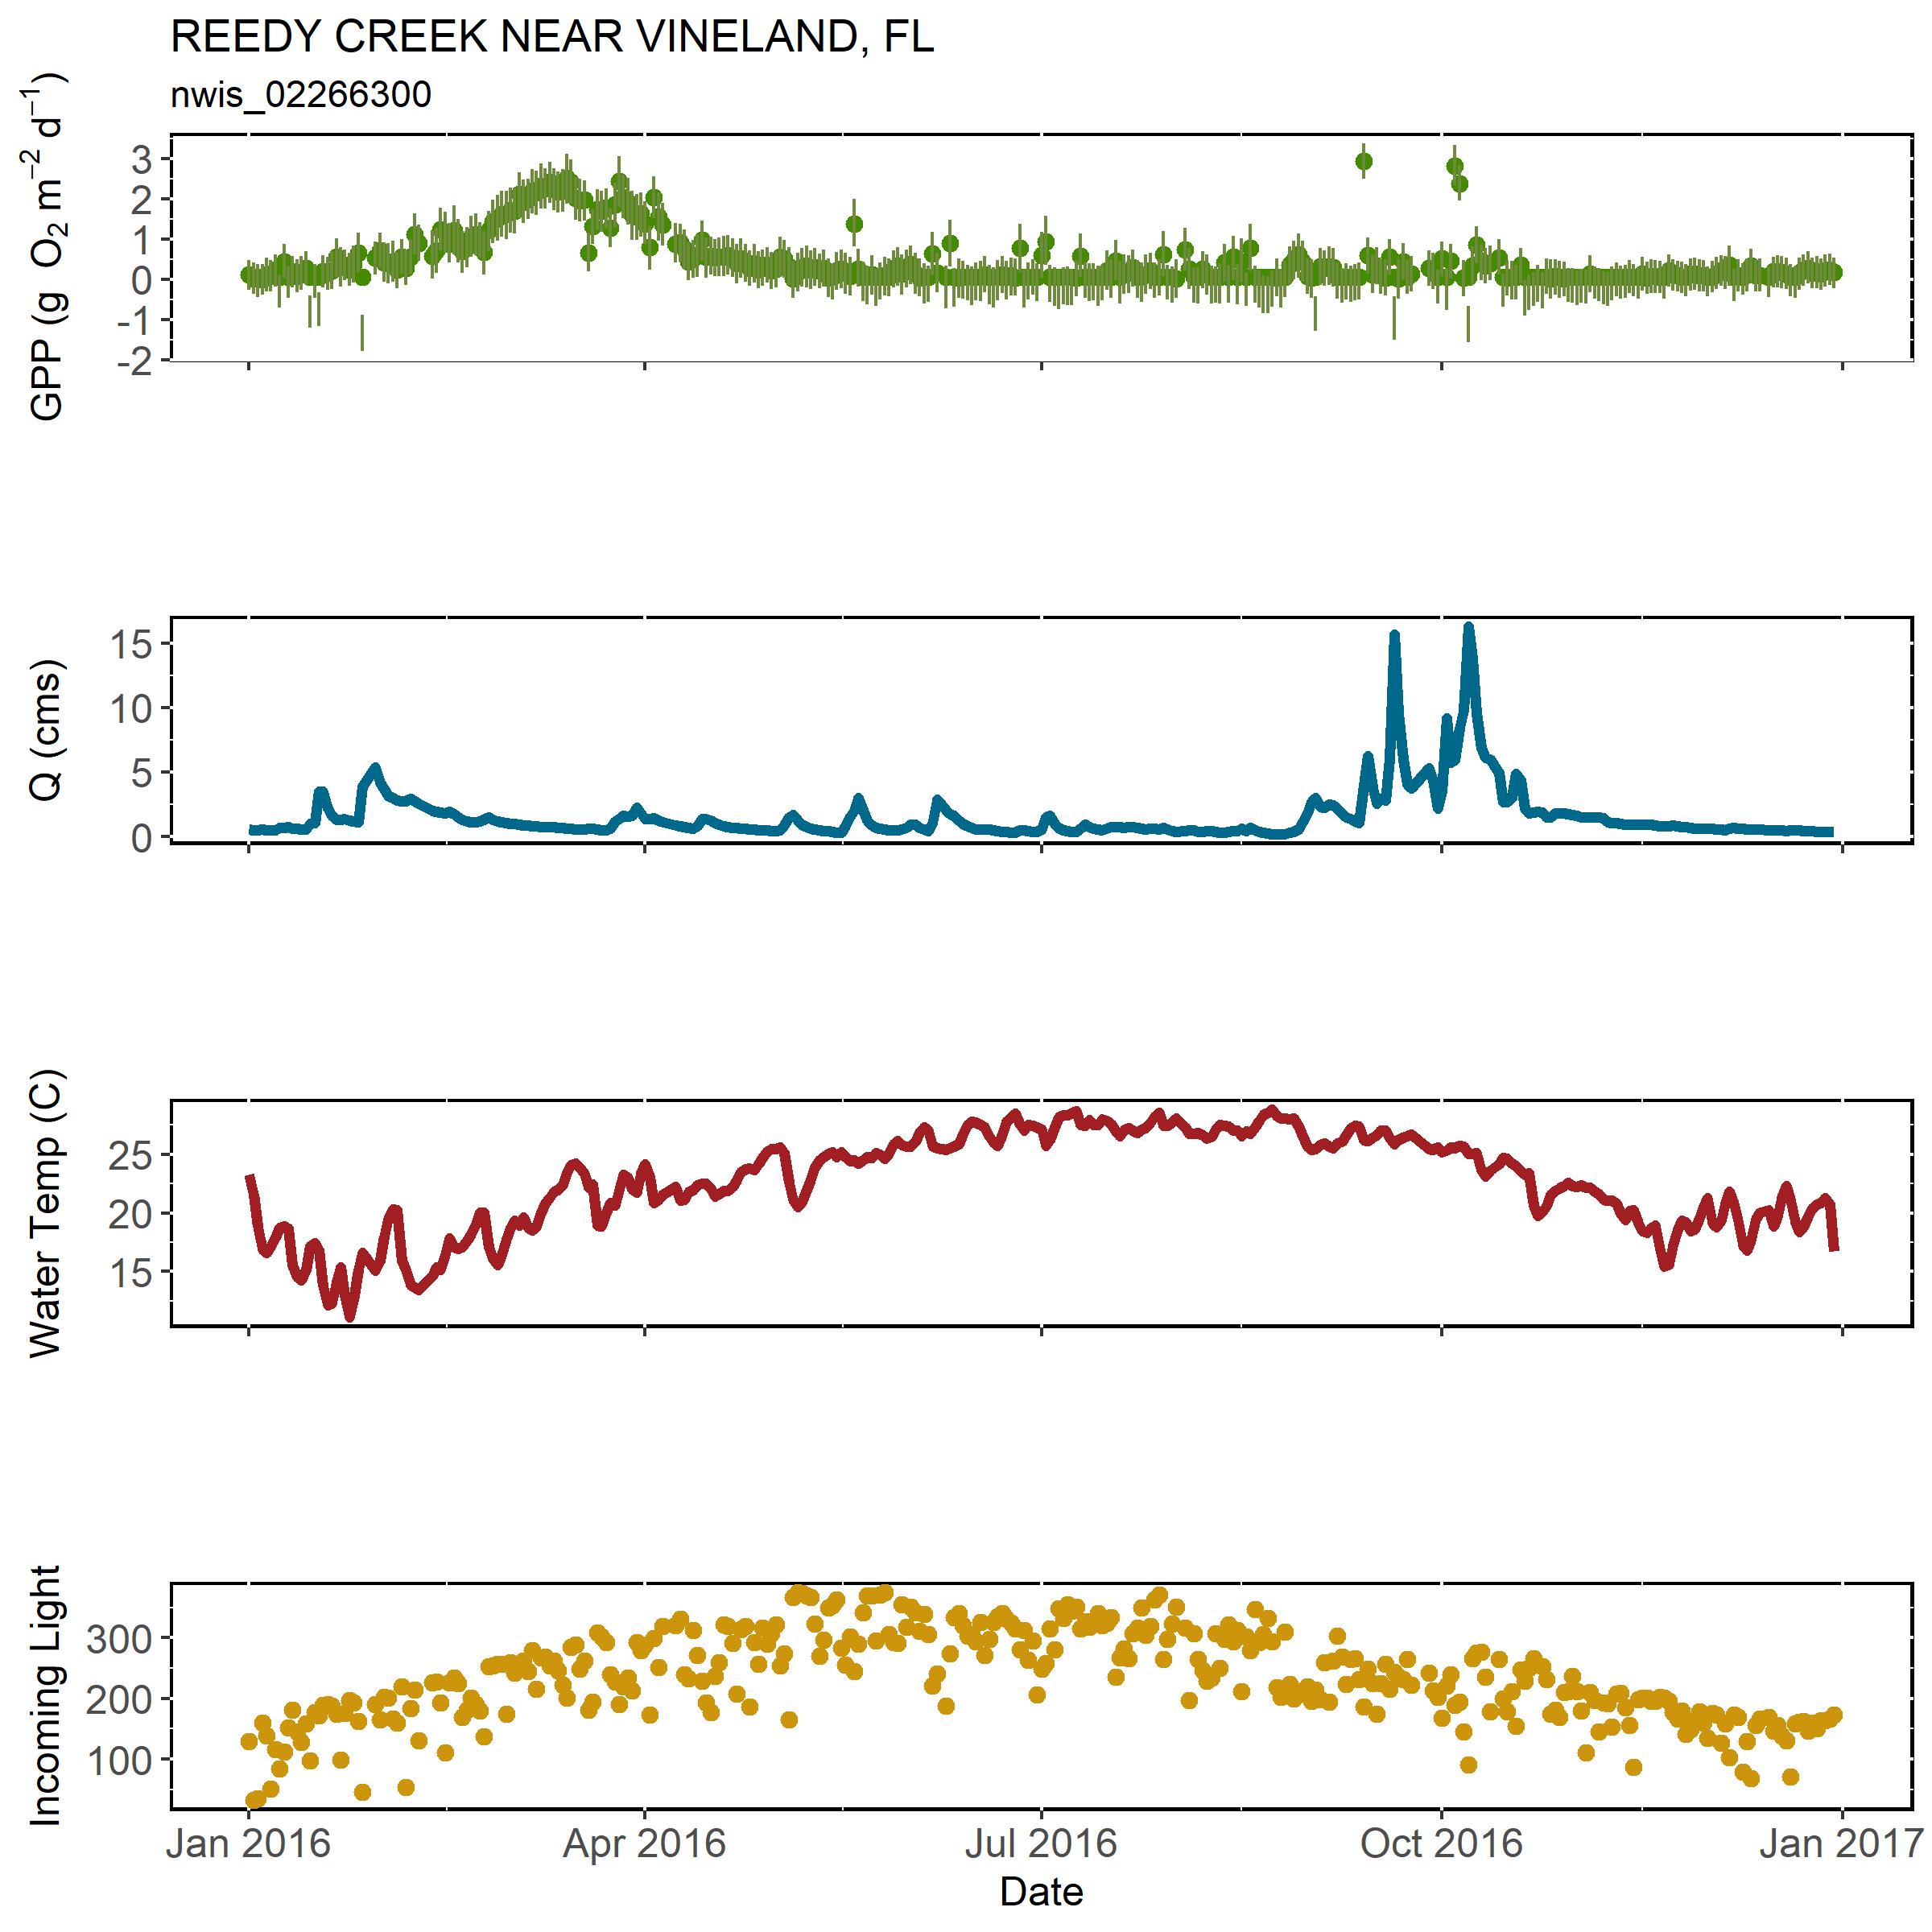 REEDY CREEK NEAR VINELAND, FL
nwis_02266300
GPP (g O₂ m⁻² d⁻¹)
3
2
1
0
-1
-2
Q (cms)
15
10
5
0
Water Temp (C)
25
20
15
Incoming Light
300
200
100
Jan 2016 Apr 2016 Jul 2016 Oct 2016 Jan 2017
Date